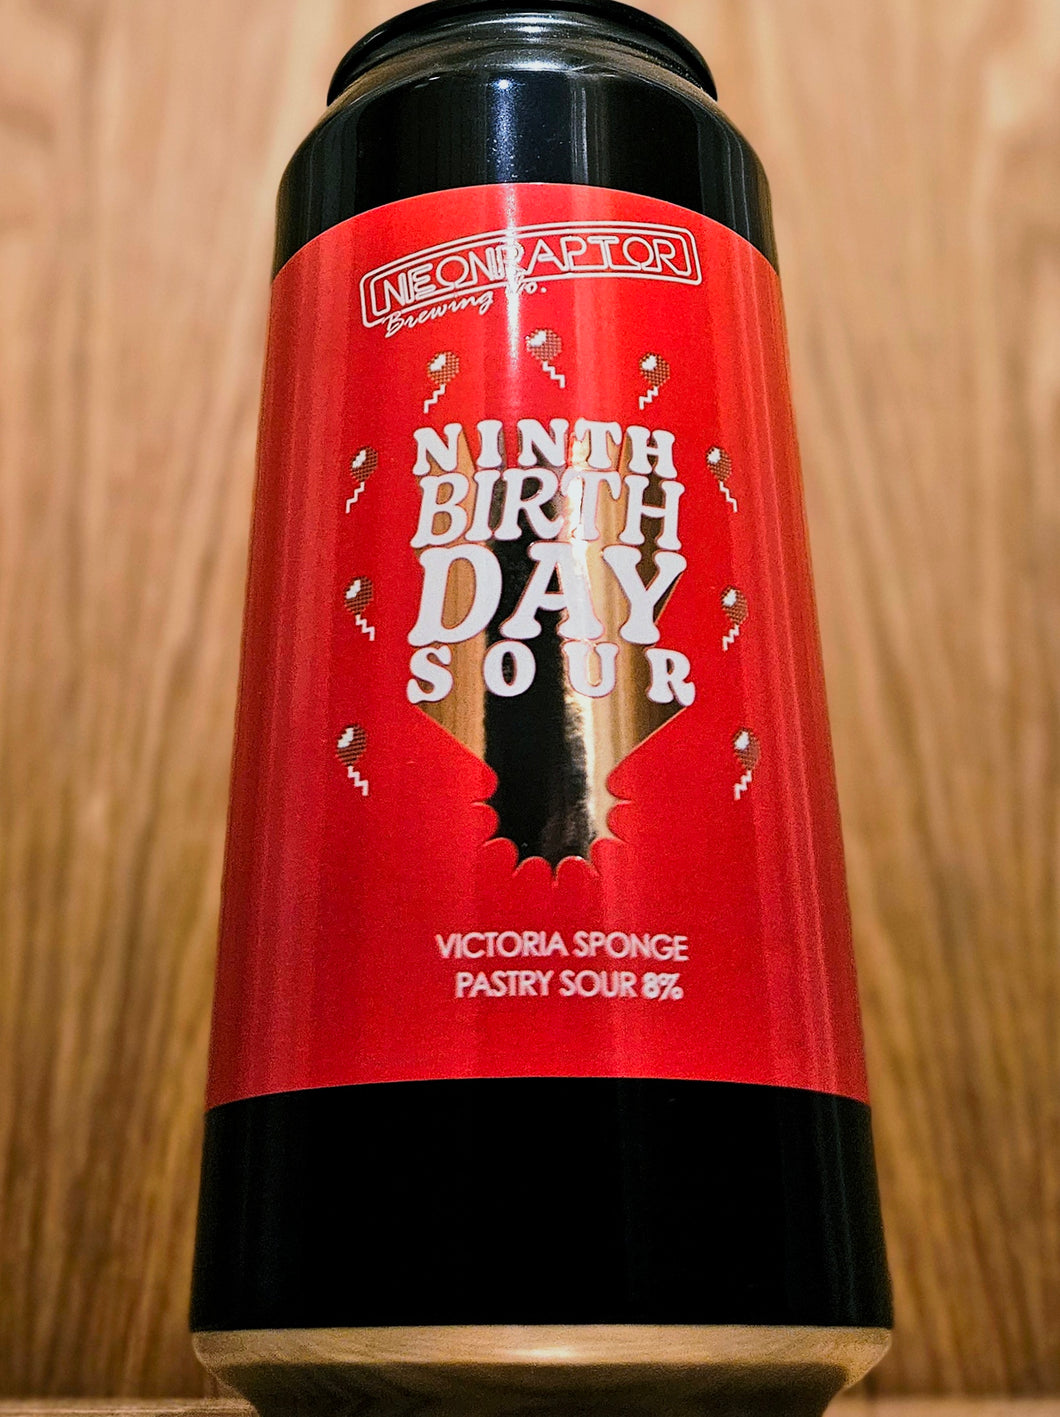 NEONRAPTOR
Brewing Co.
NINTH
BIRTH
DAY
SOUR
VICTORIA SPONGE
PASTRY SOUR 8%